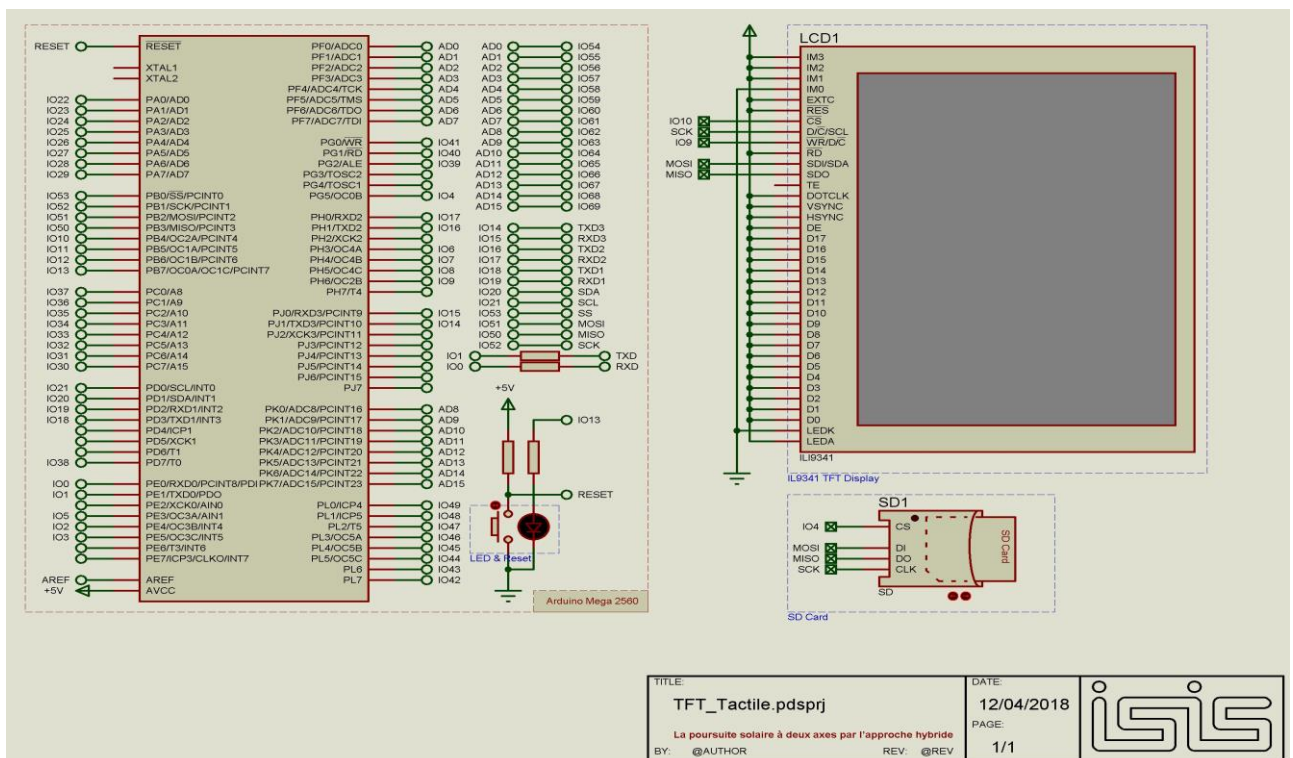 RESET
RESET
XTAL1
XTAL2
IO22 PA0/AD0
IO23 PA1/AD1
IO24 PA2/AD2
IO25 PA3/AD3
IO26 PA4/AD4
IO27 PA5/AD5
IO28 PA6/AD6
IO29 PA7/AD7
IO53 PB0/SS/PCINT0
IO52 PB1/SCK/PCINT1
IO51 PB2/MOSI/PCINT2
IO50 PB3/MISO/PCINT3
IO10 PB4/OC2A/PCINT4
IO11 PB5/OC1A/PCINT5
IO12 PB6/OC1B/PCINT6
IO13 PB7/OC0A/OC1C/PCINT7
IO37 PC0/A8
IO36 PC1/A9
IO35 PC2/A10
IO34 PC3/A11
IO33 PC4/A12
IO32 PC5/A13
IO31 PC6/A14
IO30 PC7/A15
IO21 PD0/SCL/INT0
IO20 PD1/SDA/INT1
IO19 PD2/RXD1/INT2
IO18 PD3/TXD1/INT3
PD4/ICP1
PD5/XCK1
PD6/T1
IO38 PD7/T0
IO0 PE0/RXD0/PCINT8/PDI
IO1 PE1/TXD0/PDO
PE2/XCK0/AIN0
IO5 PE3/OC3A/AIN1
IO2 PE4/OC3B/INT4
IO3 PE5/OC3C/INT5
PE6/T3/INT6
PE7/ICP3/CLKO/INT7
AREF AREF
+5V AVCC
PF0/ADC0 AD0
PF1/ADC1 AD1
PF2/ADC2 AD2
PF3/ADC3 AD3
PF4/ADC4/TCK AD4
PF5/ADC5/TMS AD5
PF6/ADC6/TDO AD6
PF7/ADC7/TDI AD7
PG0/WR IO41
PG1/RD IO40
PG2/ALE IO39
PG3/TOSC2
PG4/TOSC1
PG5/OC0B IO4
PH0/RXD2 IO17
PH1/TXD2 IO16
PH2/XCK2
PH3/OC4A IO6
PH4/OC4B IO7
PH5/OC4C IO8
PH6/OC2B IO9
PH7/T4
PJ0/RXD3/PCINT9 IO15
PJ1/TXD3/PCINT10 IO14
PJ2/XCK3/PCINT11
PJ3/PCINT12
PJ4/PCINT13
PJ5/PCINT14
PJ6/PCINT15
PJ7
PK0/ADC8/PCINT16 AD8
PK1/ADC9/PCINT17 AD9
PK2/ADC10/PCINT18 AD10
PK3/ADC11/PCINT19 AD11
PK4/ADC12/PCINT20 AD12
PK5/ADC13/PCINT21 AD13
PK6/ADC14/PCINT22 AD14
PK7/ADC15/PCINT23 AD15
PL0/ICP4 IO49
PL1/ICP5 IO48
PL2/T5 IO47
PL3/OC5A IO46
PL4/OC5B IO45
PL5/OC5C IO44
PL6 IO43
PL7 IO42
AD0 IO54
AD1 IO55
AD2 IO56
AD3 IO57
AD4 IO58
AD5 IO59
AD6 IO60
AD7 IO61
AD8 IO62
AD9 IO63
AD10 IO64
AD11 IO65
AD12 IO66
AD13 IO67
AD14 IO68
AD15 IO69
IO14 TXD3
IO15 RXD3
IO16 TXD2
IO17 RXD2
IO18 TXD1
IO19 RXD1
IO20 SDA
IO21 SCL
IO53 SS
IO51 MOSI
IO50 MISO
IO52 SCK
IO1 TXD
IO0 RXD
+5V
IO13
RESET
LED & Reset
Arduino Mega 2560
LCD1
IM3
IM2
IM1
IM0
EXTC
RES
IO10 CS
SCK D/C/SCL
IO9 WR/D/C
RD
MOSI SDI/SDA
MISO SDO
TE
DOTCLK
VSYNC
HSYNC
DE
D17
D16
D15
D14
D13
D12
D11
D10
D9
D8
D7
D6
D5
D4
D3
D2
D1
D0
LEDK
LEDA
ILI9341
IL9341 TFT Display
SD1
IO4 CS
MOSI DI
MISO DO
SCK CLK
SD Card
SD
SD Card
TITLE:
TFT_Tactile.pdsprj
La poursuite solaire à deux axes par l'approche hybride
BY: @AUTHOR REV: @REV
DATE:
12/04/2018
PAGE:
1/1
isis